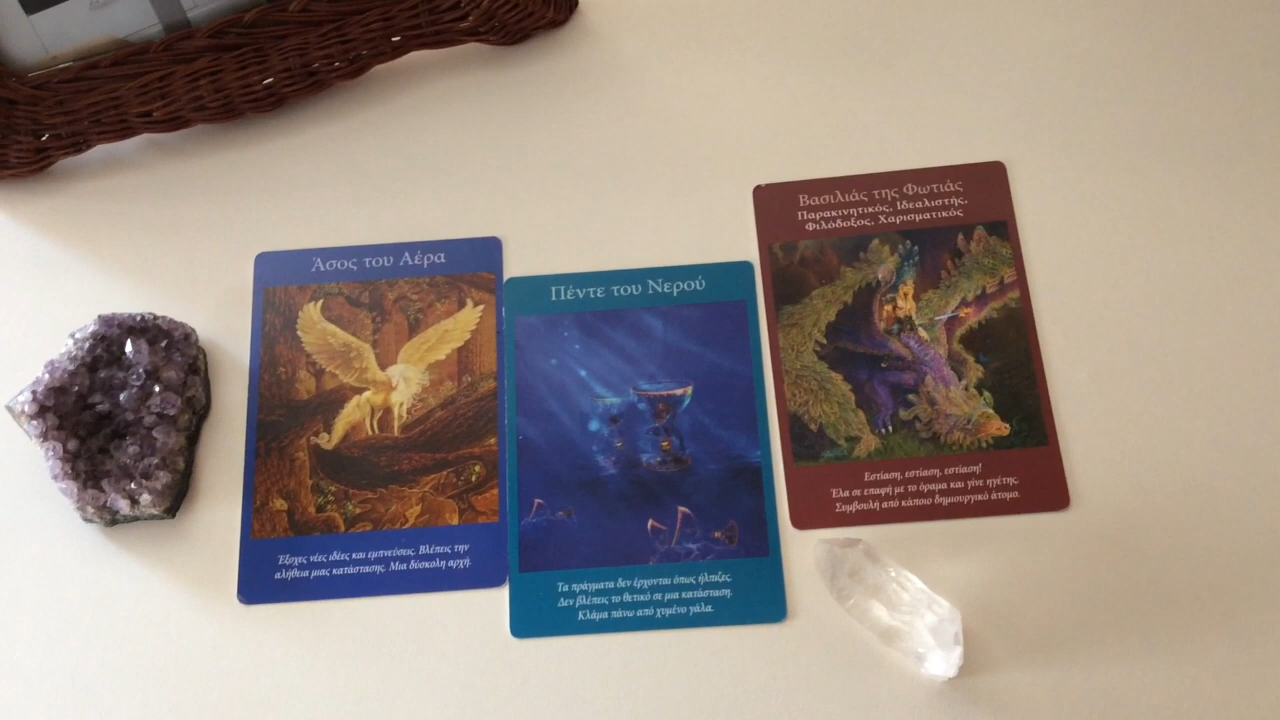 Άσος του Αέρα
Έξοχες νέες ιδέες και εμπνεύσεις. Βλέπεις την
αλήθεια μιας κατάστασης. Μια δύσκολη αρχή.
Πέντε του Νερού
Τα πράγματα δεν έρχονται όπως ήλπιζες.
Δεν βλέπεις το θετικό σε μια κατάσταση.
Κλάμα πάνω από χυμένο γάλα.
Βασιλιάς της Φωτιάς
Παρακινητικός, Ιδεαλιστής,
Φιλόδοξος, Χαρισματικός
Εστίαση, εστίαση, εστίαση!
Έλα σε επαφή με το όραμα και γίνε ηγέτης.
Συμβουλή από κάποιο δημιουργικό άτομο.